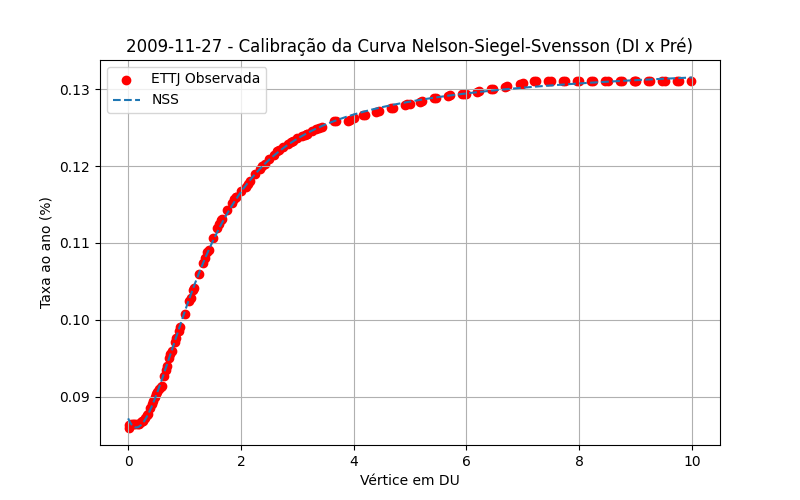 2009-11-27 - Calibração da Curva Nelson-Siegel-Svensson (DI x Pré)
ETTJ Observada
NSS
Taxa ao ano (%)
0.13
0.12
0.11
0.10
0.09
0 2 4 6 8 10
Vértice em DU